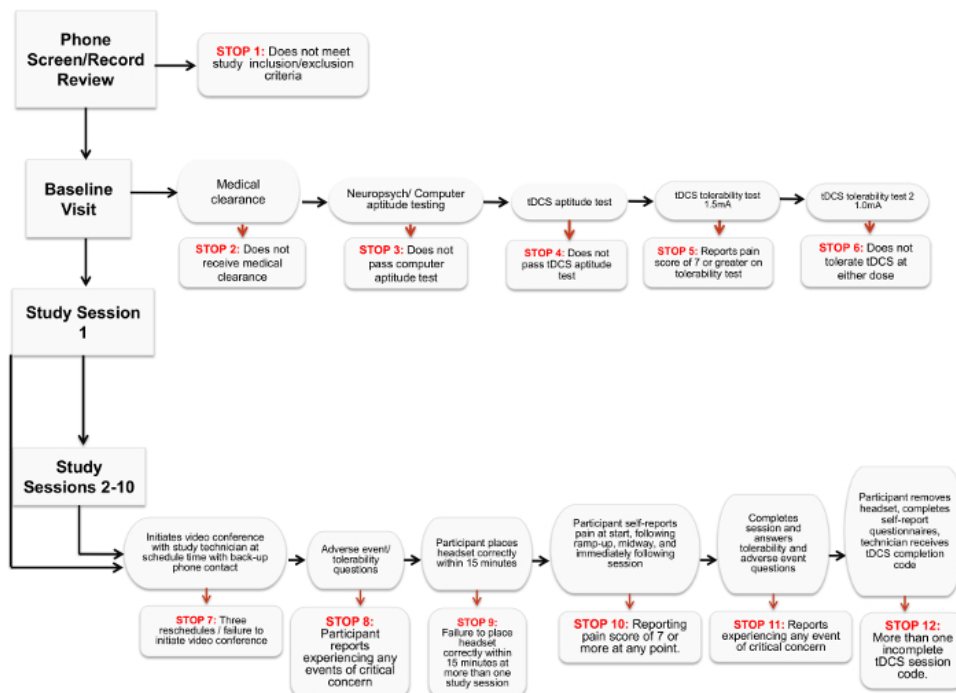 Phone
Screen/Record
Review
STOP 1: Does not meet
study inclusion/exclusion
criteria
Baseline
Visit
Medical
clearance
Neuropsych/ Computer
aptitude testing
tDCS aptitude test
tDCS tolerability test
1.5mA
tDCS tolerability test 2
1.0mA
STOP 2: Does not
receive medical
clearance
STOP 3: Does not
pass computer
aptitude test
STOP 4: Does not
pass tDCS aptitude
test
STOP 5: Reports pain
score of 7 or greater on
tolerability test
STOP 6: Does not
tolerate tDCS at
either dose
Study Session
1
Study
Sessions 2-10
Initiates video conference
with study technician at
schedule time with back-up
phone contact
Adverse event/
tolerability
questions
Participant places
headset correctly
within 15 minutes
Participant self-reports
pain at start, following
ramp-up, midway, and
immediately following
session
Completes
session and
answers
tolerability and
adverse event
questions
Participant removes
headset, completes
self-report
questionnaires,
technician receives
tDCS completion
code
STOP 7: Three
reschedules / failure to
initiate video conference
STOP 8:
Participant
reports
experiencing any
events of critical
concern
STOP 9:
Failure to place
headset
correctly within
15 minutes at
more than one
study session
STOP 10: Reporting
pain score of 7 or
more at any point.
STOP 11: Reports
experiencing any event
of critical concern
STOP 12:
More than one
incomplete
tDCS session
code.